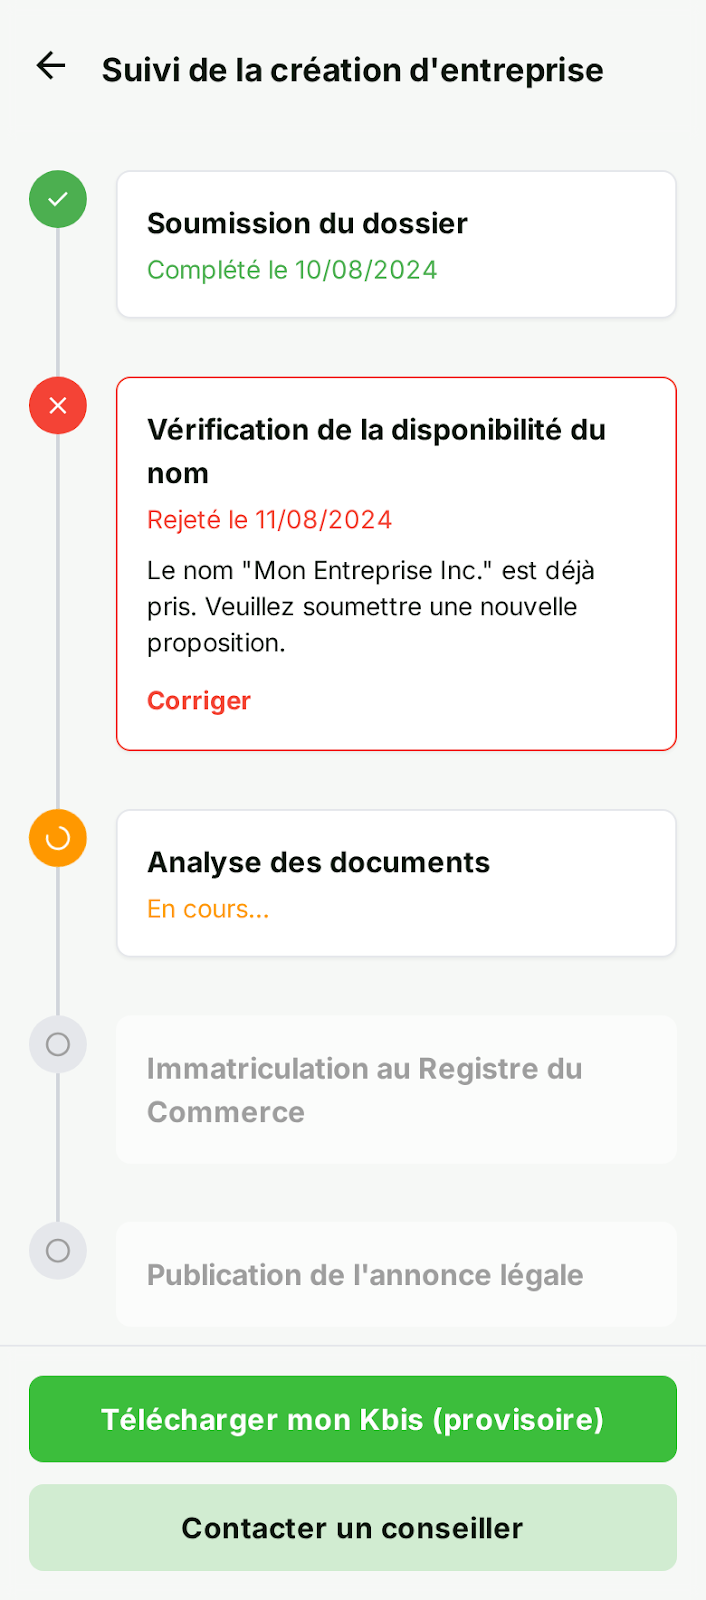 Suivi de la création d'entreprise
Soumission du dossier
Complété le 10/08/2024
Vérification de la disponibilité du
nom
Rejeté le 11/08/2024
Le nom "Mon Entreprise Inc." est déjà
pris. Veuillez soumettre une nouvelle
proposition.
Corriger
Analyse des documents
En cours...
Immatriculation au Registre du
Commerce
Publication de l'annonce légale
Télécharger mon Kbis (provisoire)
Contacter un conseiller